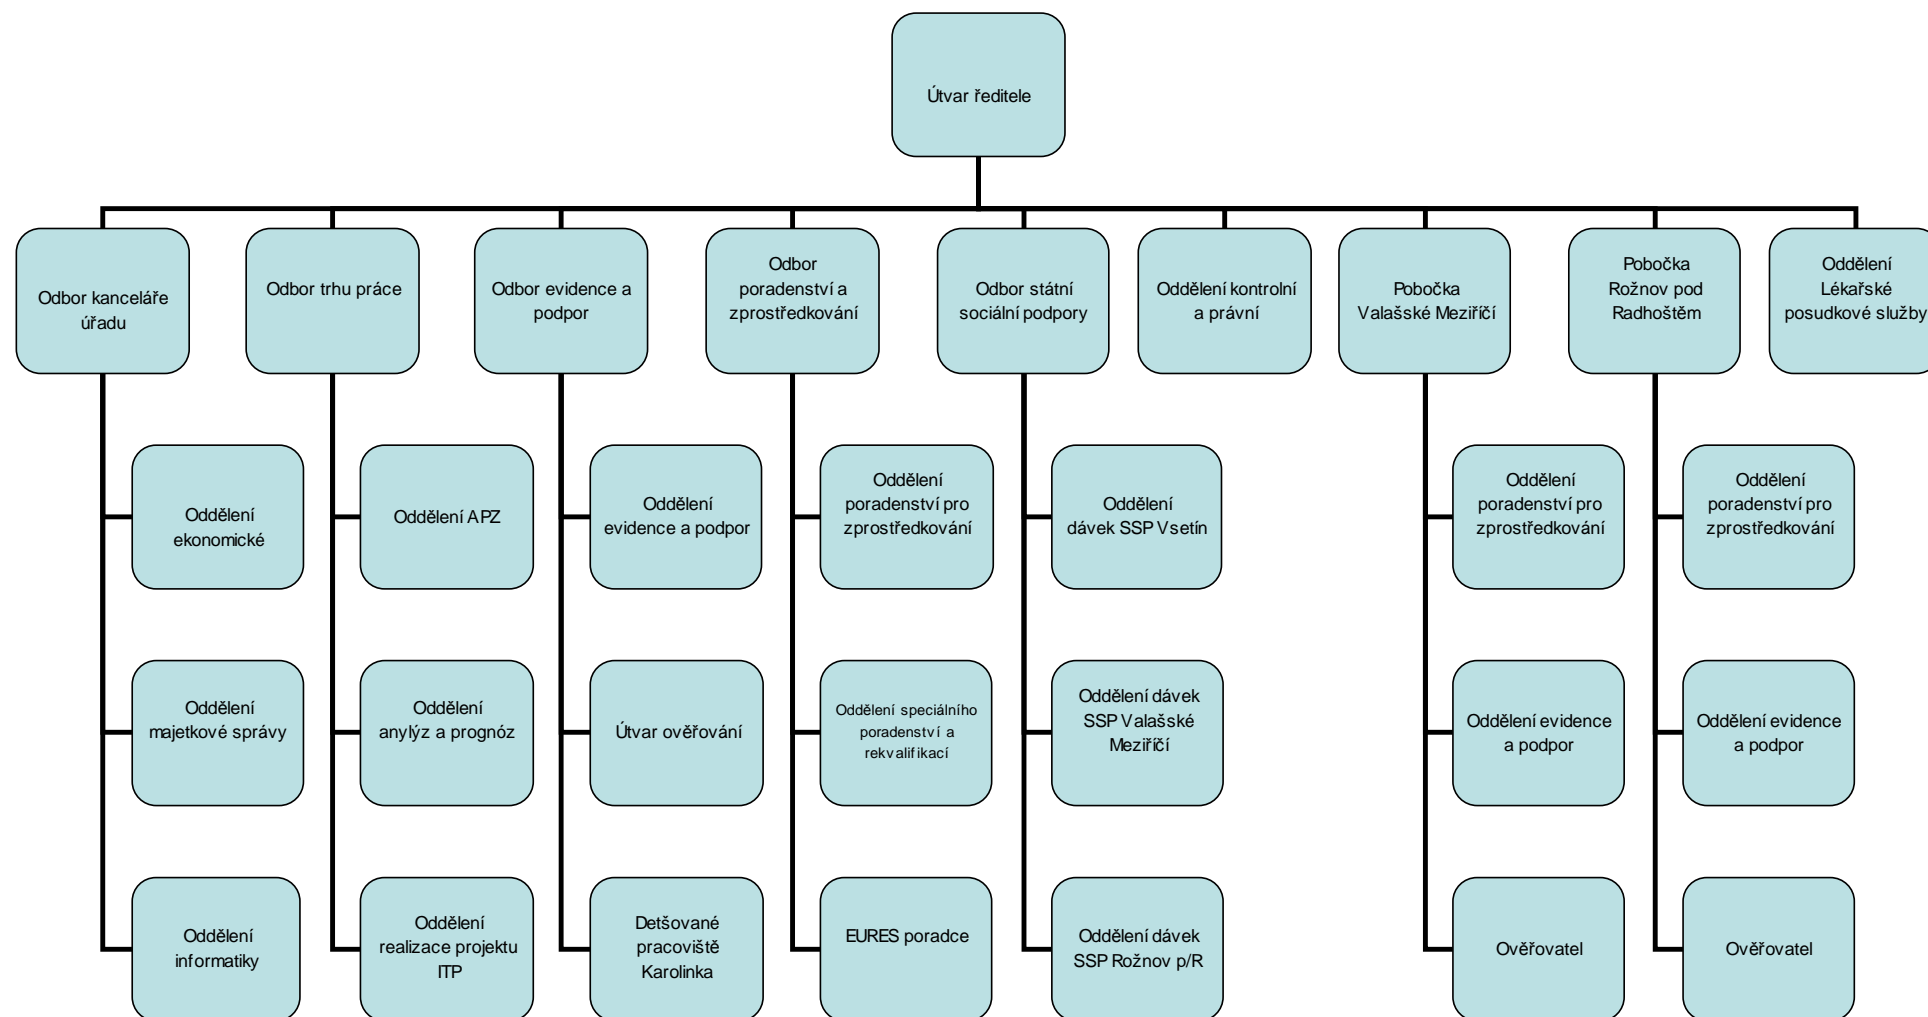 Útvar ředitele
Odbor kanceláře
úřadu
Odbor trhu práce
Odbor evidence a
podpor
Odbor
poradenství a
zprostředkování
Odbor státní
sociální podpory
Oddělení kontrolní
a právní
Pobočka
Valašské Meziříčí
Pobočka
Rožnov pod
Radhoštěm
Oddělení
Lékařské
posudkové služby
Oddělení
ekonomické
Oddělení APZ
Oddělení
evidence a podpor
Oddělení
poradenství pro
zprostředkování
Oddělení
dávek SSP Vsetín
Oddělení
poradenství pro
zprostředkování
Oddělení
poradenství pro
zprostředkování
Oddělení
majetkové správy
Oddělení
anylýz a prognóz
Útvar ověřování
Oddělení speciálního
poradenství a
rekvalifikací
Oddělení dávek
SSP Valašské
Meziříčí
Oddělení evidence
a podpor
Oddělení evidence
a podpor
Oddělení
informatiky
Oddělení
realizace projektu
ITP
Detšované
pracoviště
Karolinka
EURES poradce
Oddělení dávek
SSP Rožnov p/R
Ověřovatel
Ověřovatel